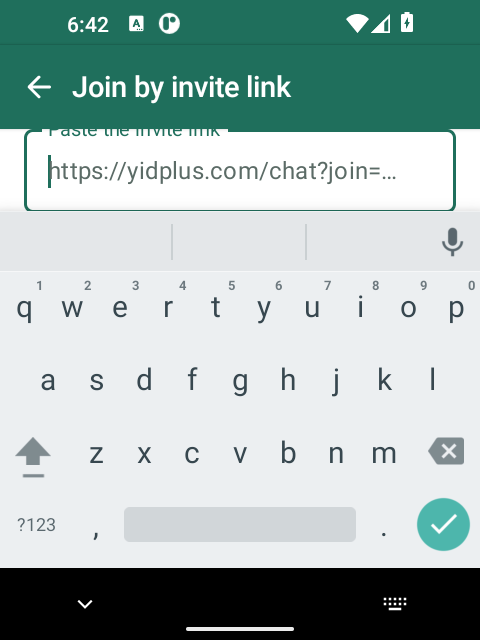 6:42
Join by invite link
Paste the invite link
https://yidplus.com/chat?join=...
1 2 3 4 5 6 7 8 9 0
q w e r t y u i o p
a s d f g h j k l
z x c v b n m
?123 , .